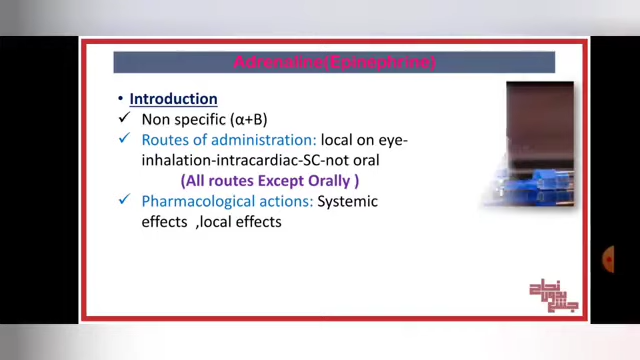 Adrenaline(Epinephrine)
• Introduction
✓ Non specific (α+B)
✓ Routes of administration: local on eye-
inhalation-intracardiac-SC-not oral
(All routes Except Orally )
✓ Pharmacological actions: Systemic
effects ,local effects